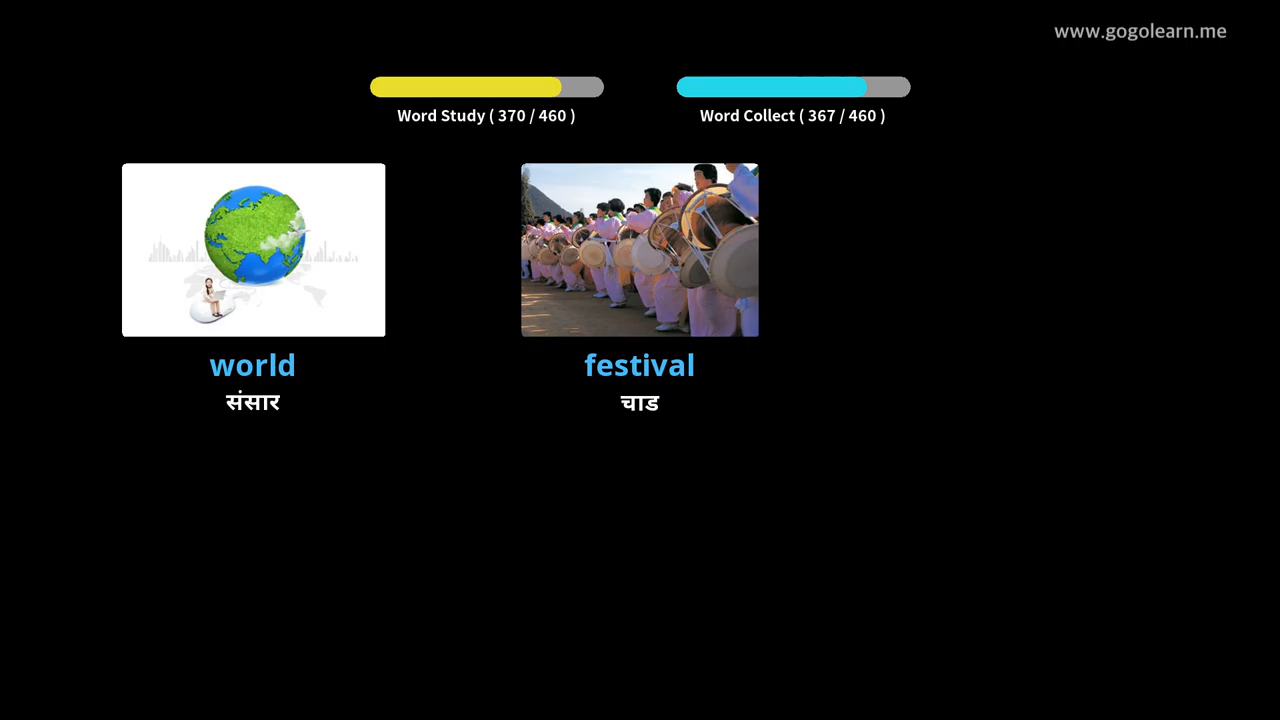 www.gogolearn.me
Word Study ( 370 / 460 )
Word Collect ( 367 / 460 )
world
संसार
festival
चाड